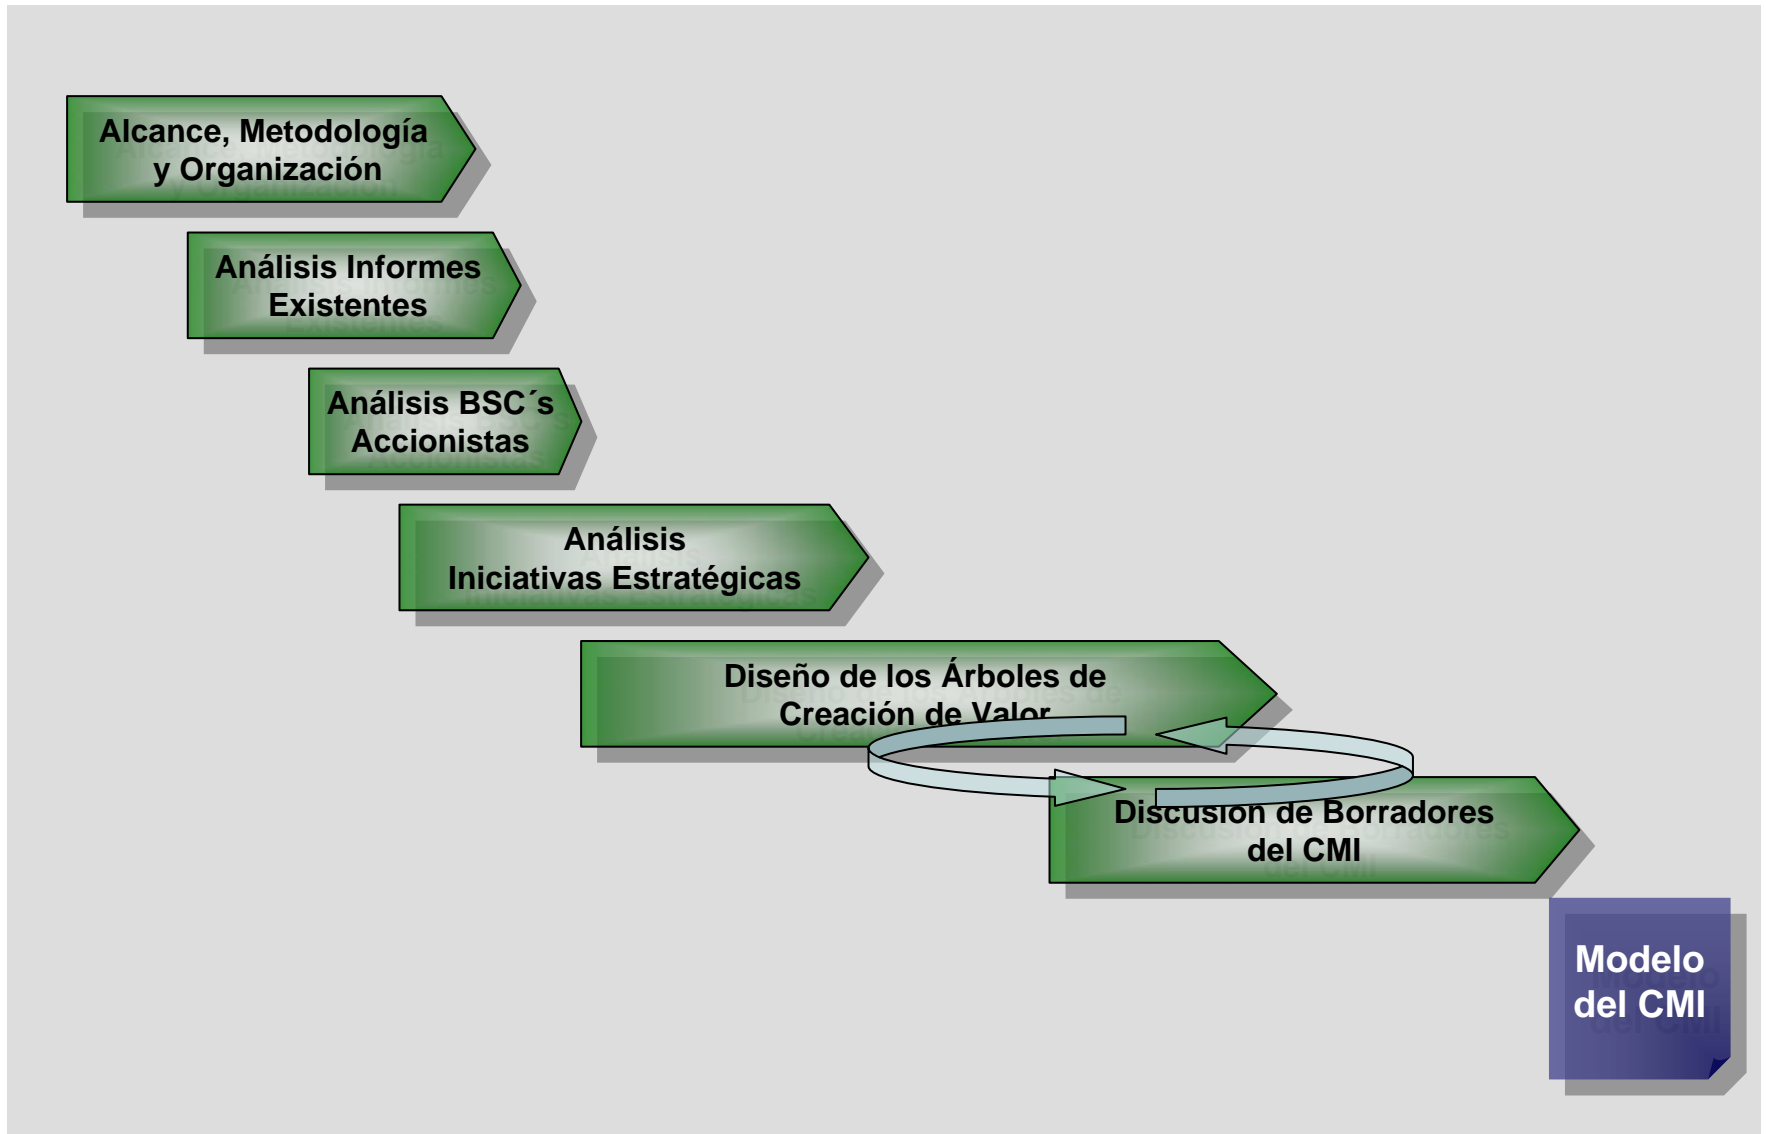 Alcance, Metodología
y Organización
Análisis Informes
Existentes
Análisis BSC´s
Accionistas
Análisis
Iniciativas Estratégicas
Diseño de los Árboles de
Creación de Valor
Discusión de Borradores
del CMI
Modelo
del CMI